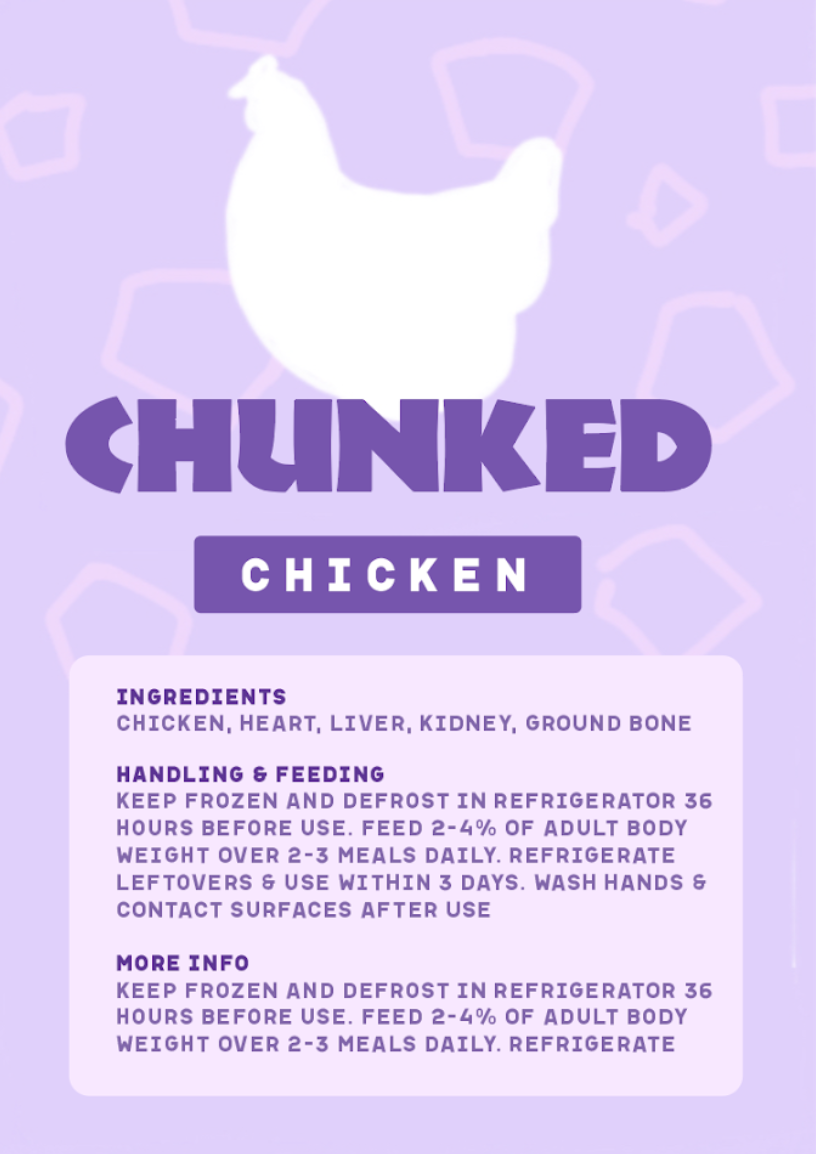 CHUNKED
CHICKEN
INGREDIENTS
CHICKEN, HEART, LIVER, KIDNEY, GROUND BONE
HANDLING & FEEDING
KEEP FROZEN AND DEFROST IN REFRIGERATOR 36
HOURS BEFORE USE. FEED 2-4% OF ADULT BODY
WEIGHT OVER 2-3 MEALS DAILY. REFRIGERATE
LEFTOVERS & USE WITHIN 3 DAYS. WASH HANDS &
CONTACT SURFACES AFTER USE
MORE INFO
KEEP FROZEN AND DEFROST IN REFRIGERATOR 36
HOURS BEFORE USE. FEED 2-4% OF ADULT BODY
WEIGHT OVER 2-3 MEALS DAILY. REFRIGERATE